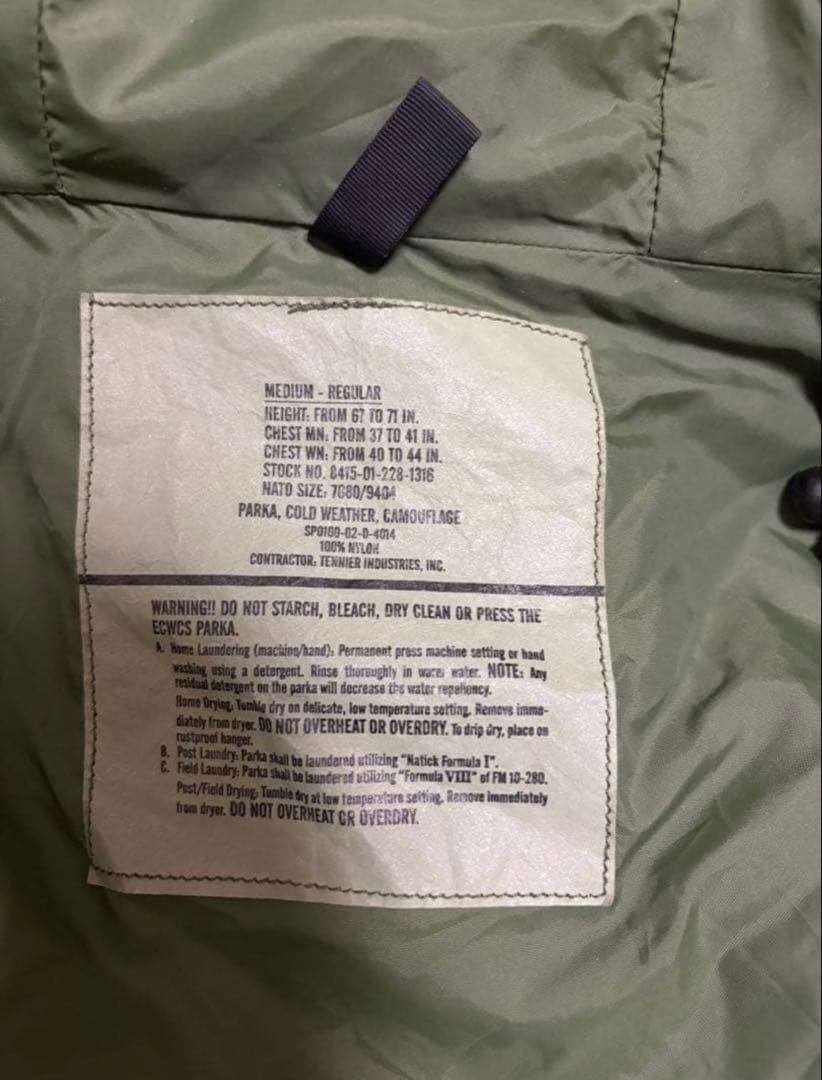 MEDIUM - REGULAR
HEIGHT: FROM 67 TO 71 IN.
CHEST MN: FROM 37 TO 41 IN.
CHEST WN: FROM 40 TO 44 IN.
STOCK NO. 8415-01-228-1316
NATO SIZE: 7080/9404
PARKA, COLD WEATHER, CAMOUFLAGE
SP0100-02-D-4014
100% NYLON
CONTRACTOR: TENNIER INDUSTRIES, INC.
WARNING!! DO NOT STARCH, BLEACH, DRY CLEAN OR PRESS THE
ECWCS PARKA.
A. Home Laundering (machine/hand): Permanent press machine setting or hand
washing using a detergent. Rinse thoroughly in warm water. NOTE: Any
residual detergent on the parka will decrease the water repellency.
Home Drying: Tumble dry on delicate, low temperature setting. Remove imme-
diately from dryer. DO NOT OVERHEAT OR OVERDRY. To drip dry, place on
rustproof hanger.
B. Post Laundry: Parka shall be laundered utilizing "Natick Formula I".
C. Field Laundry: Parka shall be laundered utilizing "Formula VIII" of FM 10-280.
Post/Field Drying: Tumble dry at low temperature setting. Remove immediately
from dryer. DO NOT OVERHEAT OR OVERDRY.